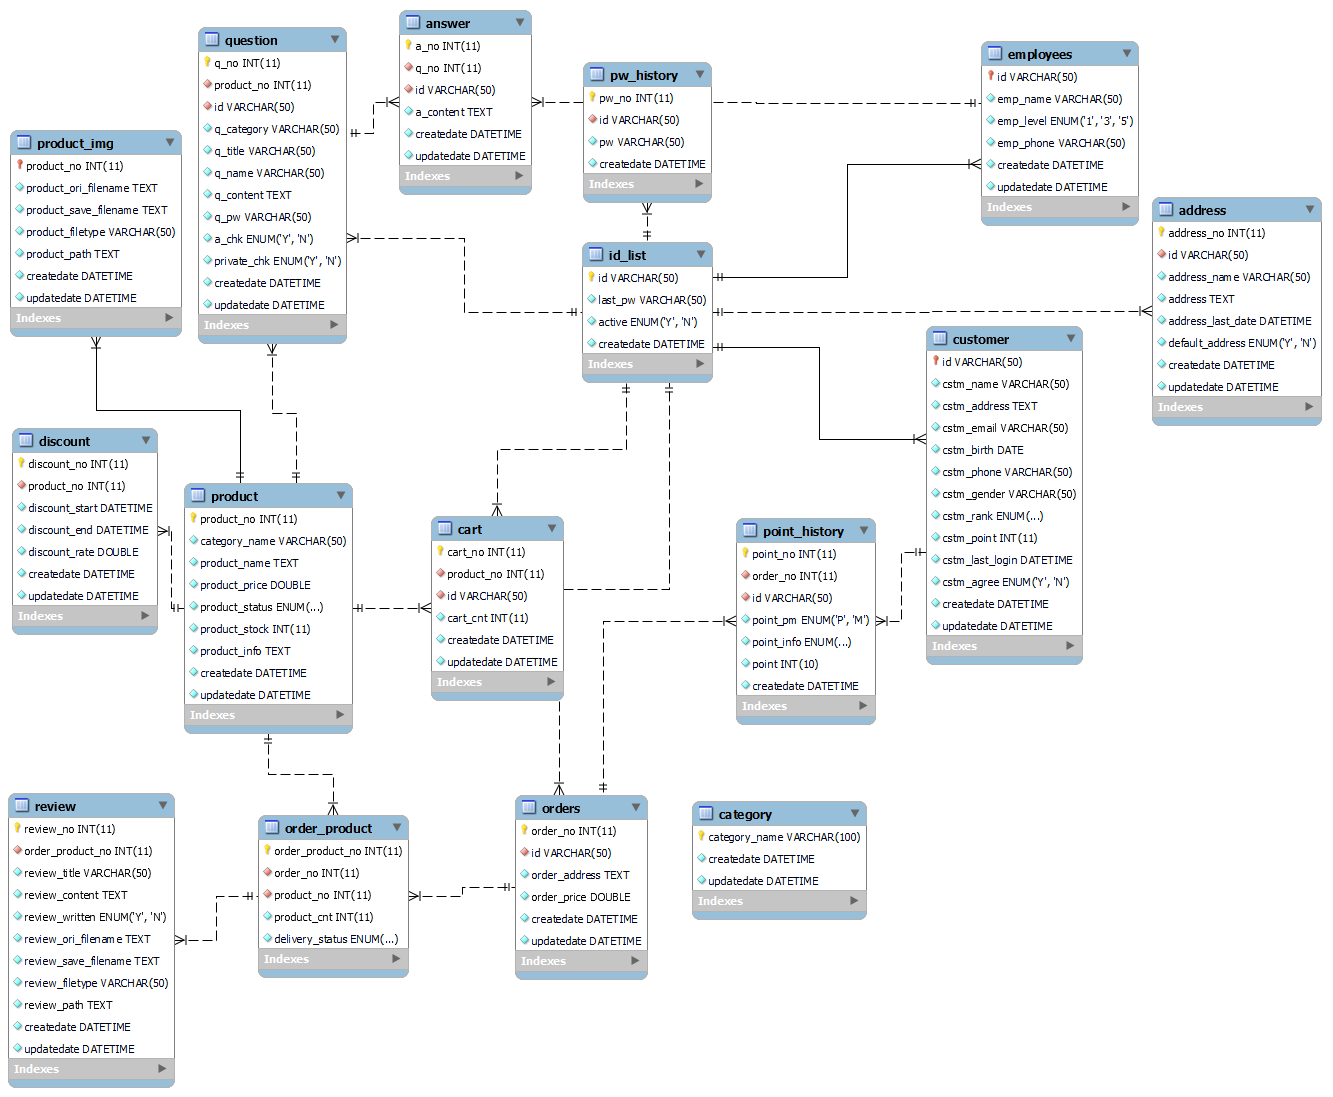 answer
a_no INT(11)
q_no INT(11)
id VARCHAR(50)
a_content TEXT
createdate DATETIME
updatedate DATETIME
Indexes
question
q_no INT(11)
product_no INT(11)
id VARCHAR(50)
q_category VARCHAR(50)
q_title VARCHAR(50)
q_name VARCHAR(50)
q_content TEXT
q_pw VARCHAR(50)
a_chk ENUM('Y', 'N')
private_chk ENUM('Y', 'N')
createdate DATETIME
updatedate DATETIME
Indexes
pw_history
pw_no INT(11)
id VARCHAR(50)
pw VARCHAR(50)
createdate DATETIME
Indexes
employees
id VARCHAR(50)
emp_name VARCHAR(50)
emp_level ENUM('1', '3', '5')
emp_phone VARCHAR(50)
createdate DATETIME
updatedate DATETIME
Indexes
product_img
product_no INT(11)
product_ori_filename TEXT
product_save_filename TEXT
product_filetype VARCHAR(50)
product_path TEXT
createdate DATETIME
updatedate DATETIME
Indexes
address
address_no INT(11)
id VARCHAR(50)
address_name VARCHAR(50)
address TEXT
address_last_date DATETIME
default_address ENUM('Y', 'N')
createdate DATETIME
updatedate DATETIME
Indexes
id_list
id VARCHAR(50)
last_pw VARCHAR(50)
active ENUM('Y', 'N')
createdate DATETIME
Indexes
customer
id VARCHAR(50)
cstm_name VARCHAR(50)
cstm_address TEXT
cstm_email VARCHAR(50)
cstm_birth DATE
cstm_phone VARCHAR(50)
cstm_gender VARCHAR(50)
cstm_rank ENUM(...)
cstm_point INT(11)
cstm_last_login DATETIME
cstm_agree ENUM('Y', 'N')
createdate DATETIME
updatedate DATETIME
Indexes
discount
discount_no INT(11)
product_no INT(11)
discount_start DATETIME
discount_end DATETIME
discount_rate DOUBLE
createdate DATETIME
updatedate DATETIME
Indexes
product
product_no INT(11)
category_name VARCHAR(50)
product_name TEXT
product_price DOUBLE
product_status ENUM(...)
product_stock INT(11)
product_info TEXT
createdate DATETIME
updatedate DATETIME
Indexes
cart
cart_no INT(11)
product_no INT(11)
id VARCHAR(50)
cart_cnt INT(11)
createdate DATETIME
updatedate DATETIME
Indexes
point_history
point_no INT(11)
order_no INT(11)
id VARCHAR(50)
point_pm ENUM('P', 'M')
point_info ENUM(...)
point INT(10)
createdate DATETIME
Indexes
review
review_no INT(11)
order_product_no INT(11)
review_title VARCHAR(50)
review_content TEXT
review_written ENUM('Y', 'N')
review_ori_filename TEXT
review_save_filename TEXT
review_filetype VARCHAR(50)
review_path TEXT
createdate DATETIME
updatedate DATETIME
Indexes
order_product
order_product_no INT(11)
order_no INT(11)
product_no INT(11)
product_cnt INT(11)
delivery_status ENUM(...)
Indexes
orders
order_no INT(11)
id VARCHAR(50)
order_address TEXT
order_price DOUBLE
createdate DATETIME
updatedate DATETIME
Indexes
category
category_name VARCHAR(100)
createdate DATETIME
updatedate DATETIME
Indexes